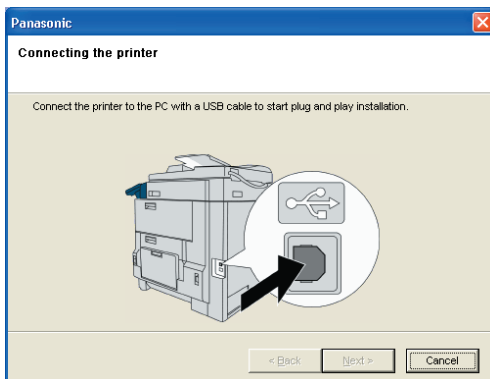 Panasonic
Connecting the printer
Connect the printer to the PC with a USB cable to start plug and play installation.
< Back
Next >
Cancel